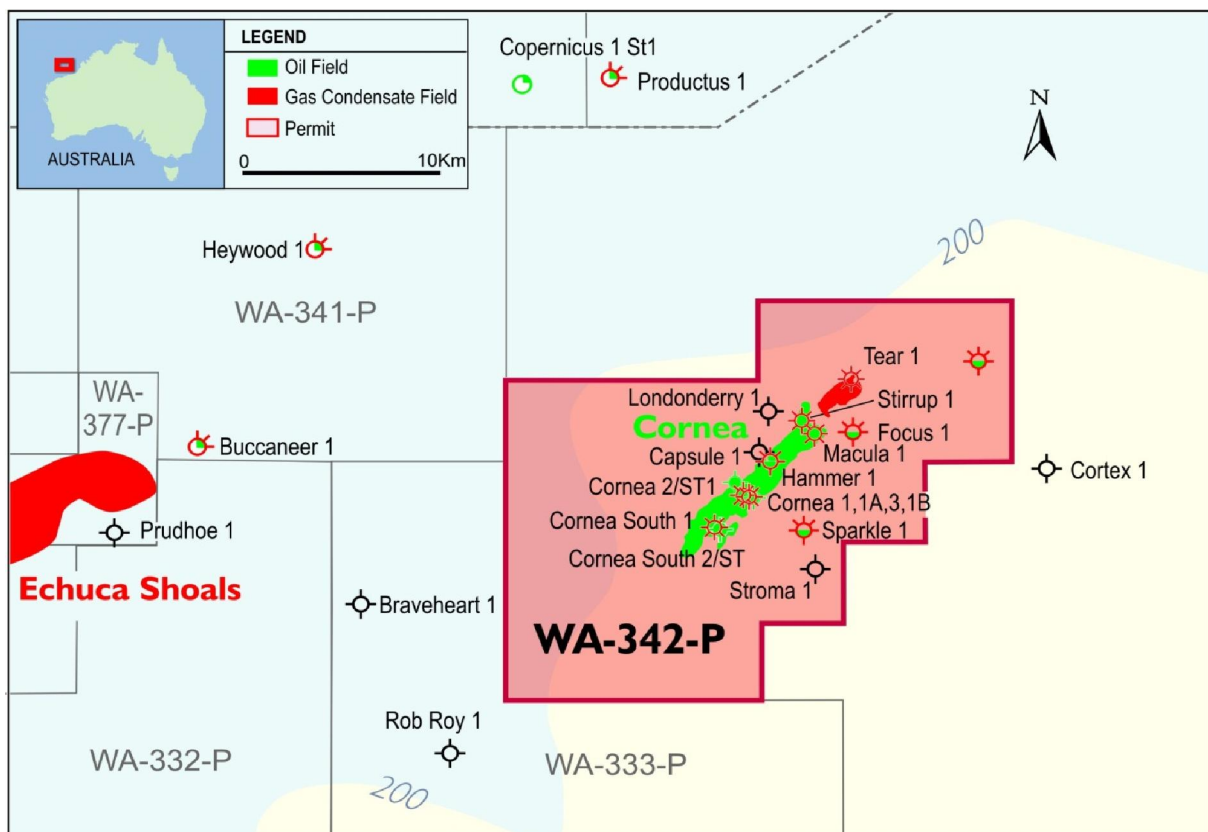 LEGEND
Oil Field
Gas Condensate Field
Permit
0 10Km
AUSTRALIA
Copernicus 1 St1
Productus 1
N
200
Heywood 1
WA-341-P
WA-
377-P
Buccaneer 1
Prudhoe 1
Echuca Shoals
Braveheart 1
Rob Roy 1
WA-332-P
200
WA-333-P
Tear 1
Londonderry 1
Stirrup 1
Cornea
Focus 1
Capsule 1
Macula 1
Hammer 1
Cortex 1
Cornea 2/ST1
Cornea 1,1A,3,1B
Cornea South 1
Sparkle 1
Cornea South 2/ST
Stroma 1
WA-342-P